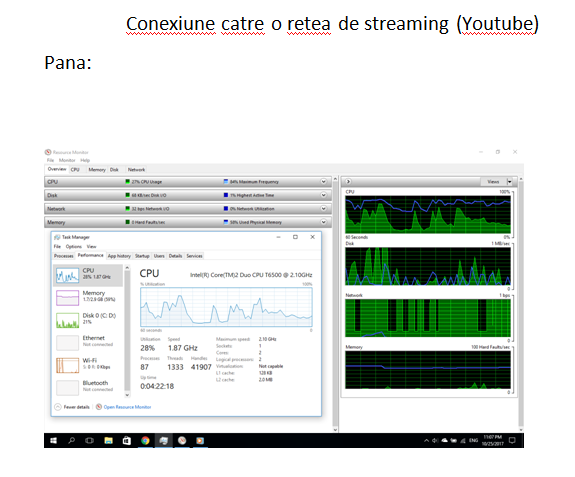 Conexiune catre o retea de streaming (Youtube)
Pana:
Resource Monitor
File Monitor Help
Overview CPU Memory Disk Network
CPU 27% CPU Usage 84% Maximum Frequency
Disk Disk I/O 1% Highest Active Time
Network Network I/O 0% Network Utilization
Memory 0 Hard Faults/sec 59% Used Physical Memory
Views
CPU 100%
60 Seconds 0%
Disk 1 MB/sec
0
Network 1 bps
0
Memory 100 Hard Faults/sec
0
Task Manager
File Options View
Processes Performance App history Startup Users Details Services
CPU
28% 1.87 GHz
Memory
1.7/2.9 GB (59%)
Disk 0 (C: D:)
21%
Ethernet
Not connected
Wi-Fi
S: 8 R: 0 Kbps
Bluetooth
Not connected
CPU Intel(R) Core(TM)2 Duo CPU T6500 @ 2.10GHz
% Utilization 100%
60 seconds 0
Utilization Speed
28% 1.87 GHz
Processes Threads Handles
87 1333 41907
Up time
0:04:22:18
Maximum speed: 2.10 GHz
Sockets: 1
Cores: 2
Logical processors: 2
Virtualization: Not capable
L1 cache: 128 KB
L2 cache: 2.0 MB
Fewer details Open Resource Monitor
ENG 11:07 PM
10/25/2017